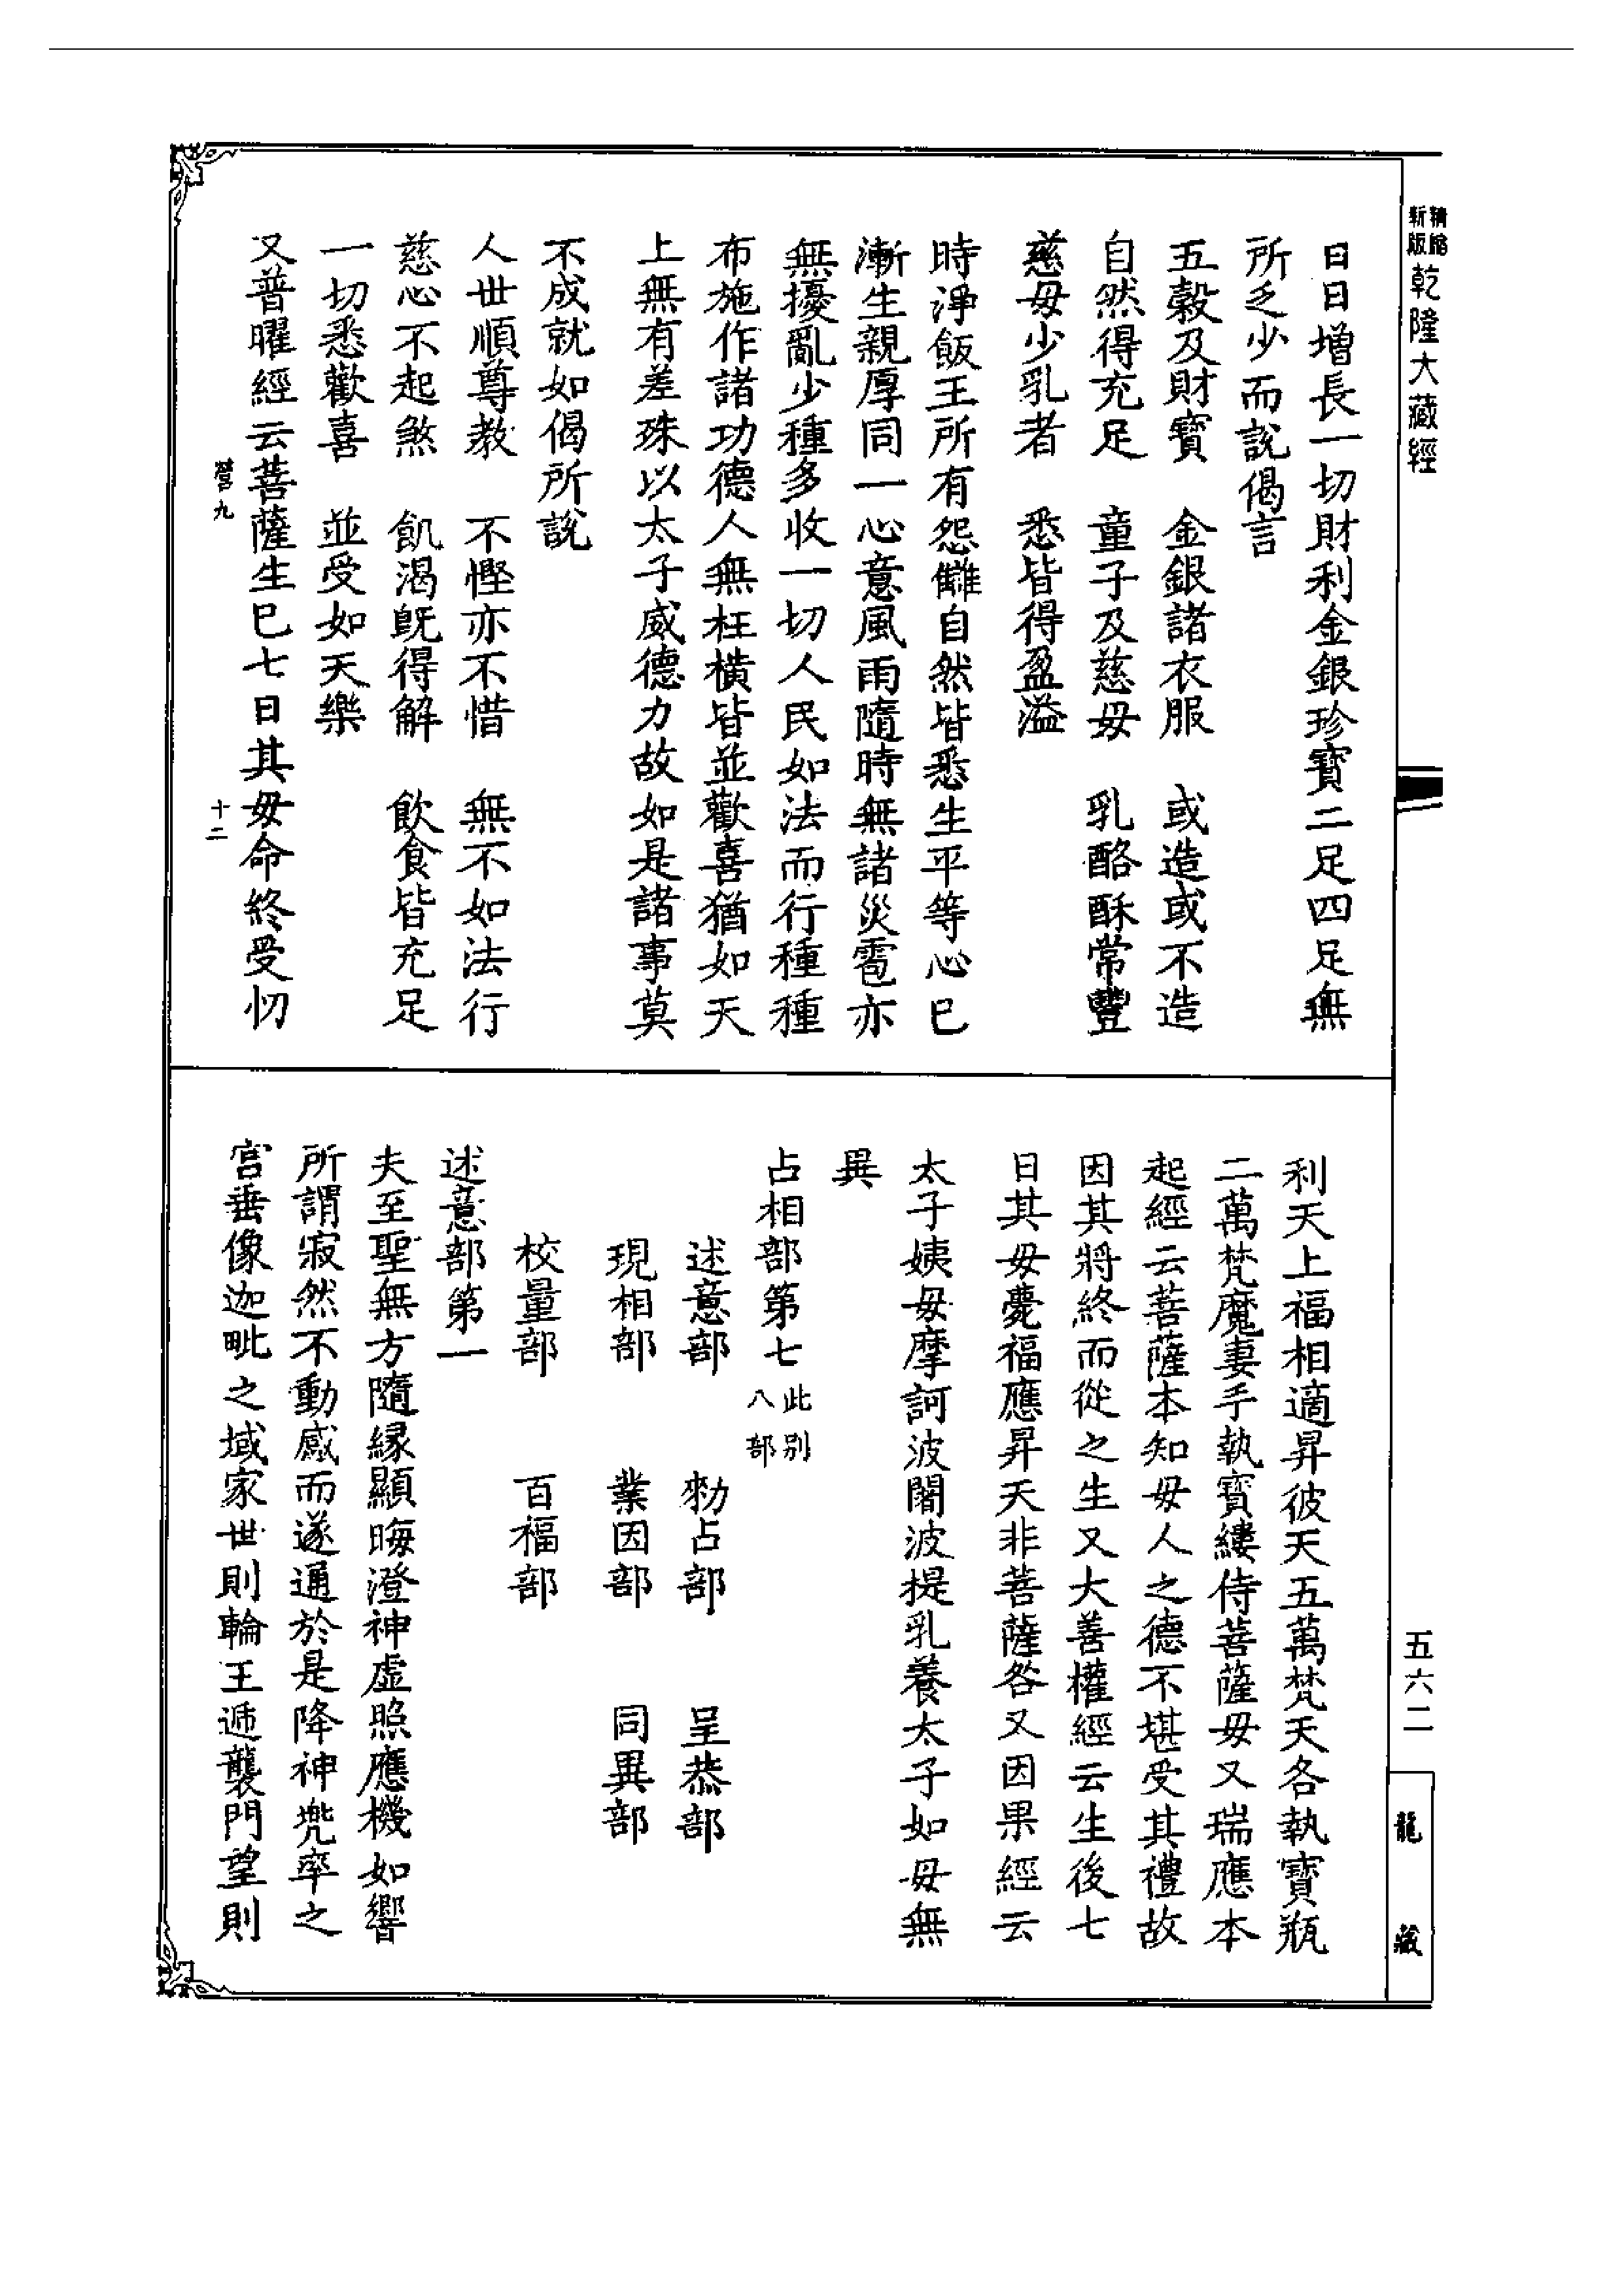 精縮新版乾隆大藏經
日日增長一切財利金銀珍寶二足四足無
所乏少而說偈言
五穀及財寶　金銀諸衣服　或造或不造
自然得充足　童子及慈母　乳酪酥常豐
慈母少乳者　悉皆得盈溢
時淨飯王所有怨讎自然皆悉生平等心已
漸生親厚同一心意風雨隨時無諸災雹亦
無擾亂少種多收一切人民如法而行種種
布施作諸功德人無枉橫皆並歡喜猶如天
上無有差殊以太子威德力故如是諸事莫
不成就如偈所說
人世順尊教　不慳亦不惜　無不如法行
慈心不起煞　飢渴旣得解　飲食皆充足
一切悉歡喜　並受如天樂
又普曜經云菩薩生已七日其母命終受忉
營九　十二
利天上福相適昇彼天五萬梵天各執寶瓶
二萬梵魔妻手執寶縷侍菩薩母又瑞應本
起經云菩薩本知母人之德不堪受其禮故
因其將終而從之生又大善權經云生後七
日其母薨福應昇天非菩薩咎又因果經云
太子姨母摩訶波闍波提乳養太子如母無
異
占相部第七此別八部
述意部　勑占部　呈恭部
現相部　業因部　同異部
校量部　百福部
述意部第一
夫至聖無方隨緣顯晦澄神虛照應機如響
所謂寂然不動感而遂通於是降神兜率之
宮垂像迦毗之域家世則輪王遞襲門望則
五六二
龍藏